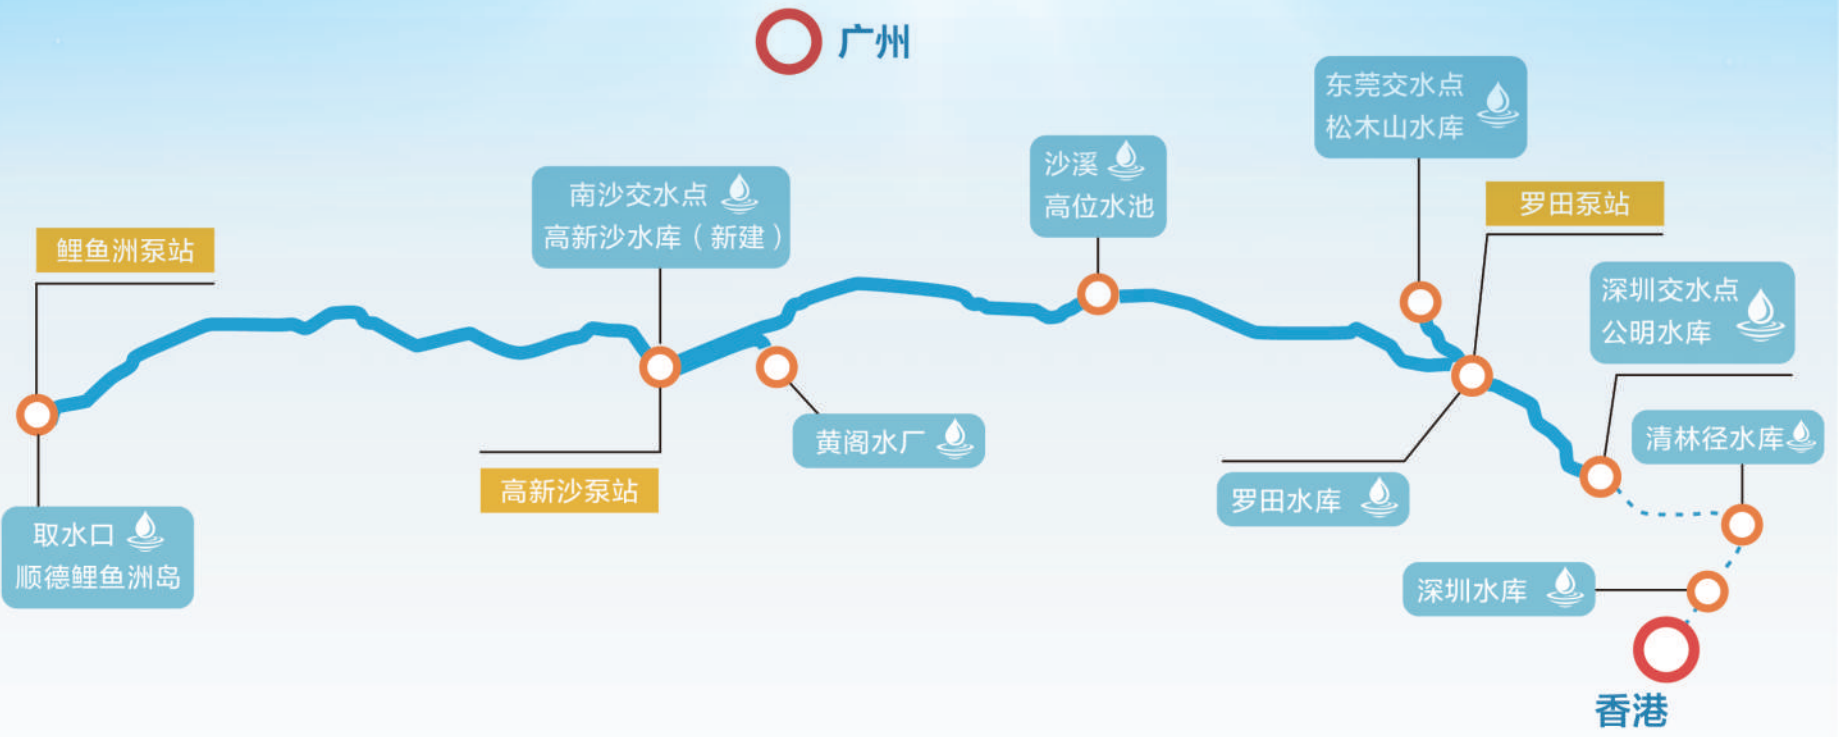 广州
东莞交水点
松木山水库
沙溪
高位水池
南沙交水点
高新沙水库（新建）
罗田泵站
鲤鱼洲泵站
深圳交水点
公明水库
黄阁水厂
清林径水库
高新沙泵站
罗田水库
取水口
顺德鲤鱼洲岛
深圳水库
香港